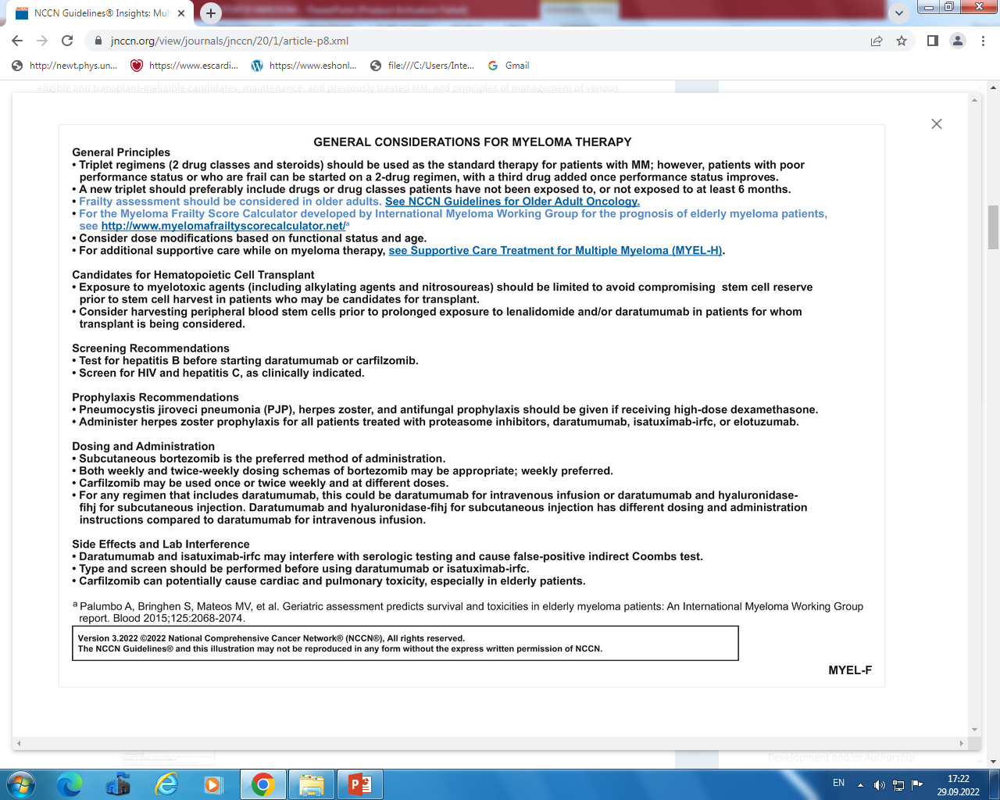 NCCN Guidelines® Insights: Mul
jnccn.org/view/journals/jnccn/20/1/article-p8.xml
http://newt.phys.un... https://www.escardi... https://www.eshonl... file:///C:/Users/Inte... Gmail
eligible and transplant-ineligible candidates, maintenance, and previously treated MM, and principles of management of venous
GENERAL CONSIDERATIONS FOR MYELOMA THERAPY
General Principles
• Triplet regimens (2 drug classes and steroids) should be used as the standard therapy for patients with MM; however, patients with poor
performance status or who are frail can be started on a 2-drug regimen, with a third drug added once performance status improves.
• A new triplet should preferably include drugs or drug classes patients have not been exposed to, or not exposed to at least 6 months.
• Frailty assessment should be considered in older adults. See NCCN Guidelines for Older Adult Oncology.
• For the Myeloma Frailty Score Calculator developed by International Myeloma Working Group for the prognosis of elderly myeloma patients,
see http://www.myelomafrailtyscorecalculator.net/a
• Consider dose modifications based on functional status and age.
• For additional supportive care while on myeloma therapy, see Supportive Care Treatment for Multiple Myeloma (MYEL-H).
Candidates for Hematopoietic Cell Transplant
• Exposure to myelotoxic agents (including alkylating agents and nitrosoureas) should be limited to avoid compromising stem cell reserve
prior to stem cell harvest in patients who may be candidates for transplant.
• Consider harvesting peripheral blood stem cells prior to prolonged exposure to lenalidomide and/or daratumumab in patients for whom
transplant is being considered.
Screening Recommendations
• Test for hepatitis B before starting daratumumab or carfilzomib.
• Screen for HIV and hepatitis C, as clinically indicated.
Prophylaxis Recommendations
• Pneumocystis jiroveci pneumonia (PJP), herpes zoster, and antifungal prophylaxis should be given if receiving high-dose dexamethasone.
• Administer herpes zoster prophylaxis for all patients treated with proteasome inhibitors, daratumumab, isatuximab-irfc, or elotuzumab.
Dosing and Administration
• Subcutaneous bortezomib is the preferred method of administration.
• Both weekly and twice-weekly dosing schemas of bortezomib may be appropriate; weekly preferred.
• Carfilzomib may be used once or twice weekly and at different doses.
• For any regimen that includes daratumumab, this could be daratumumab for intravenous infusion or daratumumab and hyaluronidase-
fihj for subcutaneous injection. Daratumumab and hyaluronidase-fihj for subcutaneous injection has different dosing and administration
instructions compared to daratumumab for intravenous infusion.
Side Effects and Lab Interference
• Daratumumab and isatuximab-irfc may interfere with serologic testing and cause false-positive indirect Coombs test.
• Type and screen should be performed before using daratumumab or isatuximab-irfc.
• Carfilzomib can potentially cause cardiac and pulmonary toxicity, especially in elderly patients.
a Palumbo A, Bringhen S, Mateos MV, et al. Geriatric assessment predicts survival and toxicities in elderly myeloma patients: An International Myeloma Working Group
report. Blood 2015;125:2068-2074.
Version 3.2022 ©2022 National Comprehensive Cancer Network® (NCCN®), All rights reserved.
The NCCN Guidelines® and this illustration may not be reproduced in any form without the express written permission of NCCN.
MYEL-F
Development and/or Authorship
EN
17:22
29.09.2022